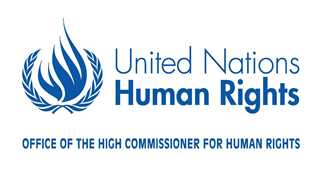 United Nations
Human Rights
OFFICE OF THE HIGH COMMISSIONER FOR HUMAN RIGHTS